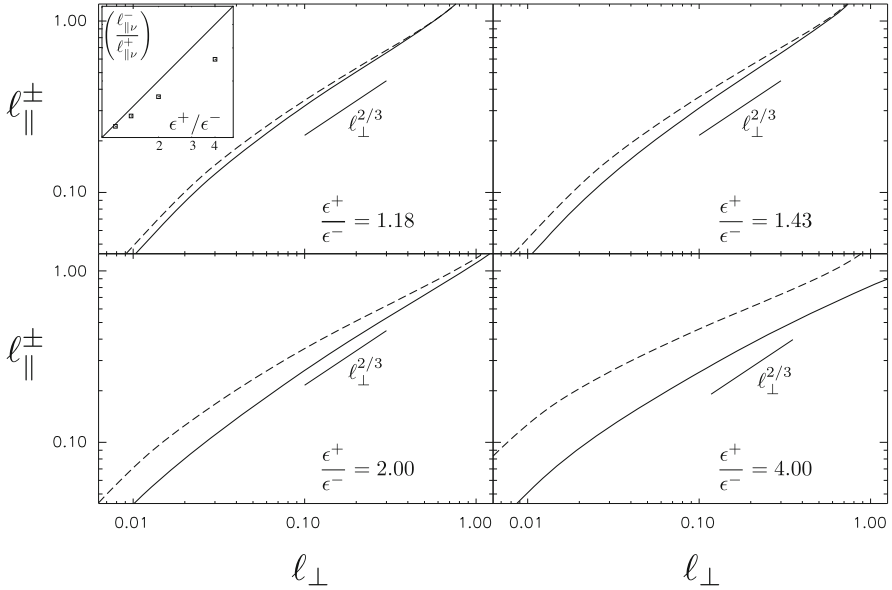 1.00
0.10
ℓ∥±
(ℓ∥ν− / ℓ∥ν+)
ϵ+/ϵ−
2 3 4
ℓ⊥2/3
ϵ+/ϵ− = 1.18
ℓ⊥2/3
ϵ+/ϵ− = 1.43
1.00
0.10
ℓ∥±
ℓ⊥2/3
ϵ+/ϵ− = 2.00
ℓ⊥2/3
ϵ+/ϵ− = 4.00
0.01 0.10 1.00 0.01 0.10 1.00
ℓ⊥ ℓ⊥